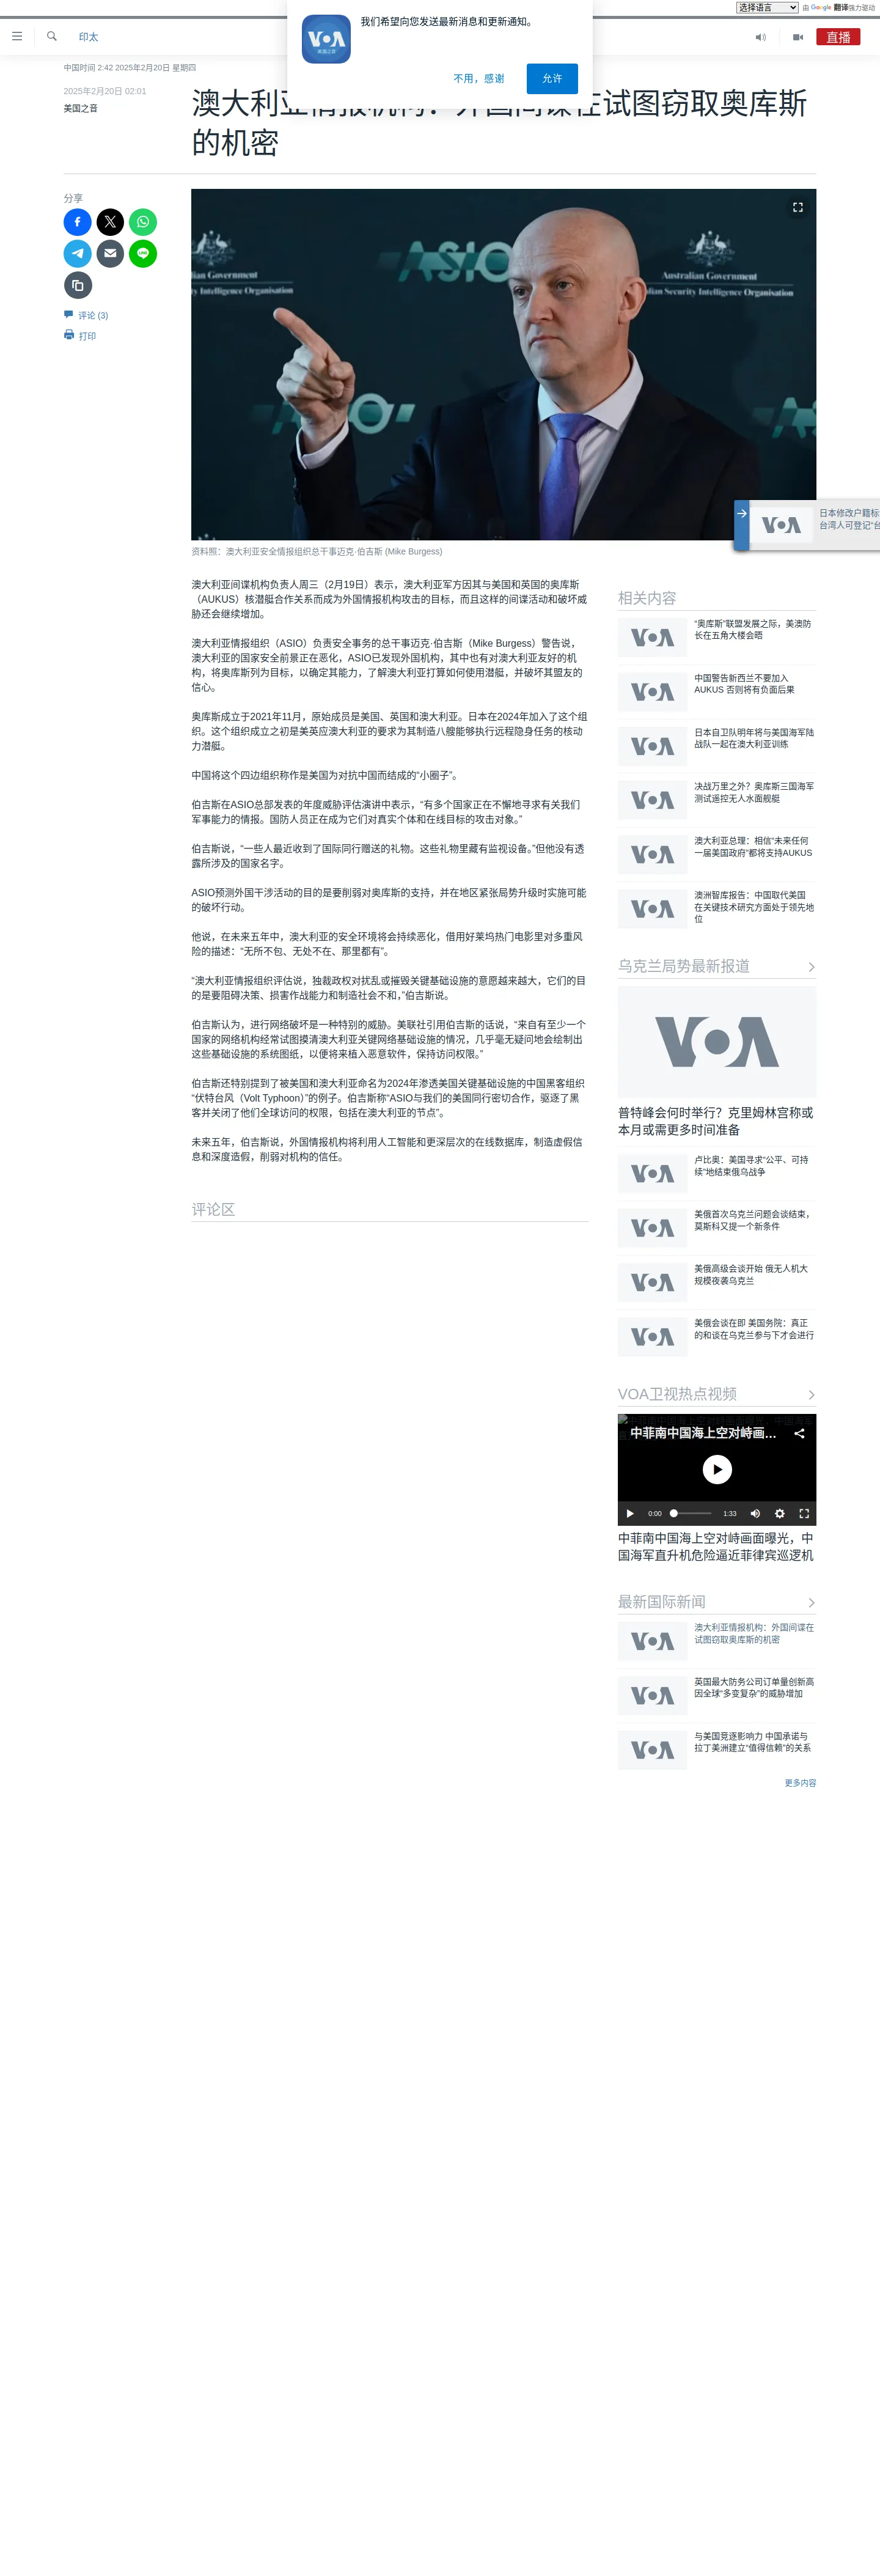 选择语言
由 Google 翻译强力驱动
我们希望向您发送最新消息和更新通知。
VOA
美国之音
不用，感谢
允许
印太
直播
中国时间 2:42 2025年2月20日 星期四
2025年2月20日 02:01
美国之音
澳大利亚情报机构：外国间谍在试图窃取奥库斯
的机密
分享
评论 (3)
打印
Australian Government
Security Intelligence Organisation
ASIO
Australian Government
Australian Security Intelligence Organisation
资料照：澳大利亚安全情报组织总干事迈克·伯吉斯 (Mike Burgess)
VOA
日本修改户籍标
台湾人可登记“台
澳大利亚间谍机构负责人周三（2月19日）表示，澳大利亚军方因其与美国和英国的奥库斯
（AUKUS）核潜艇合作关系而成为外国情报机构攻击的目标，而且这样的间谍活动和破坏威
胁还会继续增加。
澳大利亚情报组织（ASIO）负责安全事务的总干事迈克·伯吉斯（Mike Burgess）警告说，
澳大利亚的国家安全前景正在恶化，ASIO已发现外国机构，其中也有对澳大利亚友好的机
构，将奥库斯列为目标，以确定其能力，了解澳大利亚打算如何使用潜艇，并破坏其盟友的
信心。
奥库斯成立于2021年11月，原始成员是美国、英国和澳大利亚。日本在2024年加入了这个组
织。这个组织成立之初是美英应澳大利亚的要求为其制造八艘能够执行远程隐身任务的核动
力潜艇。
中国将这个四边组织称作是美国为对抗中国而结成的“小圈子”。
伯吉斯在ASIO总部发表的年度威胁评估演讲中表示，“有多个国家正在不懈地寻求有关我们
军事能力的情报。国防人员正在成为它们对真实个体和在线目标的攻击对象。”
伯吉斯说，“一些人最近收到了国际同行赠送的礼物。这些礼物里藏有监视设备。”但他没有透
露所涉及的国家名字。
ASIO预测外国干涉活动的目的是要削弱对奥库斯的支持，并在地区紧张局势升级时实施可能
的破坏行动。
他说，在未来五年中，澳大利亚的安全环境将会持续恶化，借用好莱坞热门电影里对多重风
险的描述：“无所不包、无处不在、那里都有”。
“澳大利亚情报组织评估说，独裁政权对扰乱或摧毁关键基础设施的意愿越来越大，它们的目
的是要阻碍决策、损害作战能力和制造社会不和，”伯吉斯说。
伯吉斯认为，进行网络破坏是一种特别的威胁。美联社引用伯吉斯的话说，“来自有至少一个
国家的网络机构经常试图摸清澳大利亚关键网络基础设施的情况，几乎毫无疑问地会绘制出
这些基础设施的系统图纸，以便将来植入恶意软件，保持访问权限。”
伯吉斯还特别提到了被美国和澳大利亚命名为2024年渗透美国关键基础设施的中国黑客组织
“伏特台风（Volt Typhoon）”的例子。伯吉斯称“ASIO与我们的美国同行密切合作，驱逐了黑
客并关闭了他们全球访问的权限，包括在澳大利亚的节点”。
未来五年，伯吉斯说，外国情报机构将利用人工智能和更深层次的在线数据库，制造虚假信
息和深度造假，削弱对机构的信任。
评论区
相关内容
VOA
“奥库斯”联盟发展之际，美澳防
长在五角大楼会晤
VOA
中国警告新西兰不要加入
AUKUS 否则将有负面后果
VOA
日本自卫队明年将与美国海军陆
战队一起在澳大利亚训练
VOA
决战万里之外？奥库斯三国海军
测试遥控无人水面舰艇
VOA
澳大利亚总理：相信“未来任何
一届美国政府”都将支持AUKUS
VOA
澳洲智库报告：中国取代美国
在关键技术研究方面处于领先地
位
乌克兰局势最新报道
VOA
普特峰会何时举行？克里姆林宫称或
本月或需更多时间准备
VOA
卢比奥：美国寻求“公平、可持
续”地结束俄乌战争
VOA
美俄首次乌克兰问题会谈结束，
莫斯科又提一个新条件
VOA
美俄高级会谈开始 俄无人机大
规模夜袭乌克兰
VOA
美俄会谈在即 美国务院：真正
的和谈在乌克兰参与下才会进行
VOA卫视热点视频
中菲南中国海上空对峙画...
0:00
1:33
中菲南中国海上空对峙画面曝光，中
国海军直升机危险逼近菲律宾巡逻机
最新国际新闻
VOA
澳大利亚情报机构：外国间谍在
试图窃取奥库斯的机密
VOA
英国最大防务公司订单量创新高
因全球“多变复杂”的威胁增加
VOA
与美国竞逐影响力 中国承诺与
拉丁美洲建立“值得信赖”的关系
更多内容